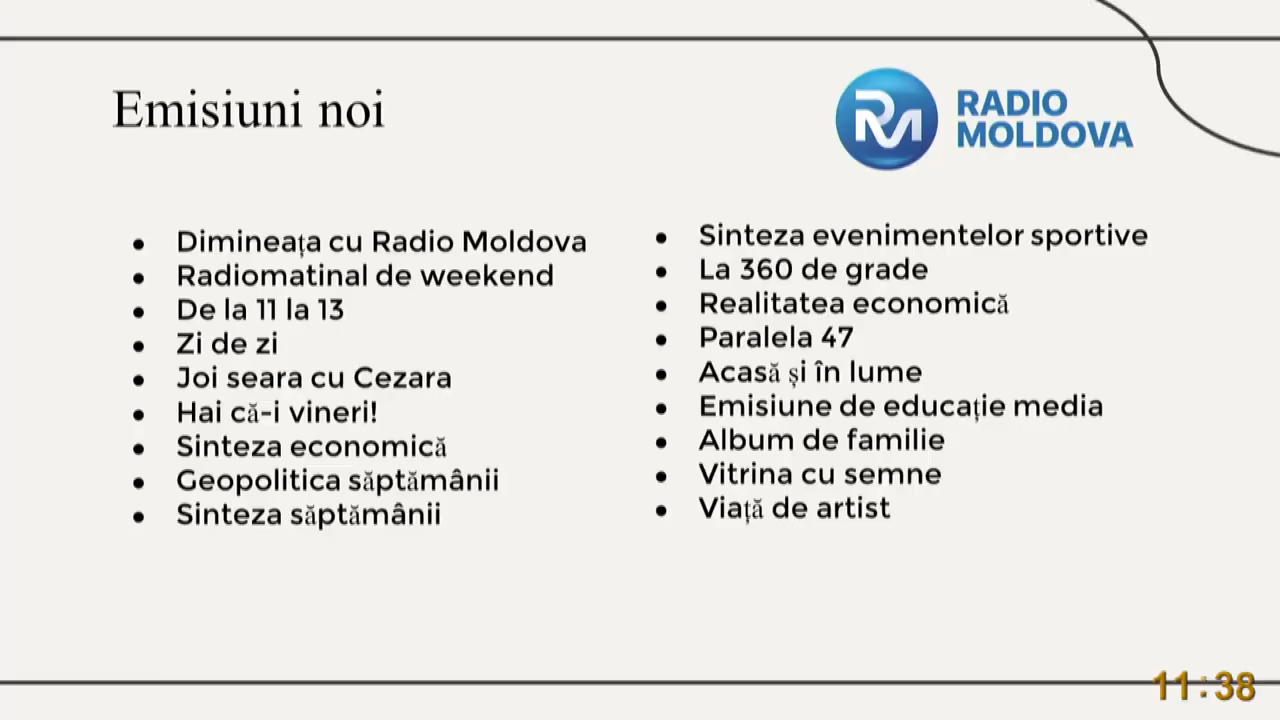 Emisiuni noi
RM
RADIO
MOLDOVA
• Dimineața cu Radio Moldova
• Radiomatinal de weekend
• De la 11 la 13
• Zi de zi
• Joi seara cu Cezara
• Hai că-i vineri!
• Sinteza economică
• Geopolitica săptămânii
• Sinteza săptămânii
• Sinteza evenimentelor sportive
• La 360 de grade
• Realitatea economică
• Paralela 47
• Acasă și în lume
• Emisiune de educație media
• Album de familie
• Vitrina cu semne
• Viață de artist
11:38